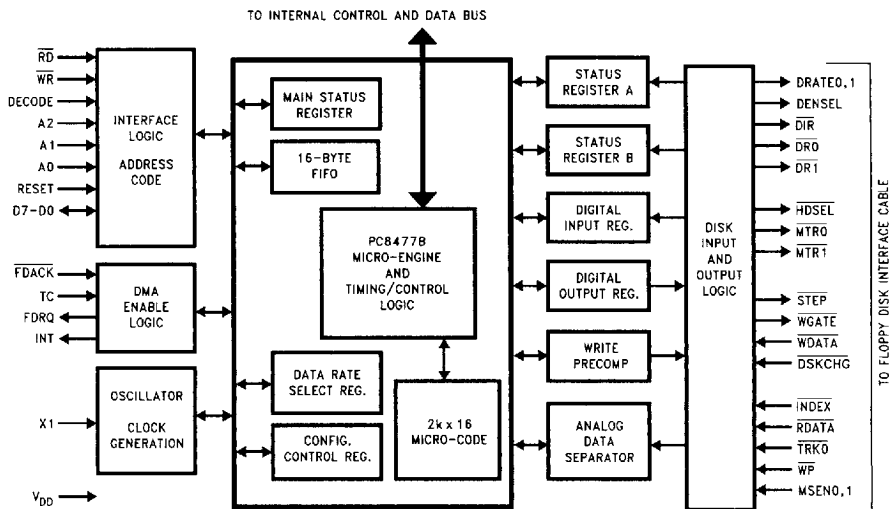 TO INTERNAL CONTROL AND DATA BUS
RD
WR
DECODE
A2
A1
A0
RESET
D7-D0
INTERFACE
LOGIC
ADDRESS
CODE
FDACK
TC
FDRQ
INT
DMA
ENABLE
LOGIC
X1
OSCILLATOR
CLOCK
GENERATION
VDD
MAIN STATUS
REGISTER
16-BYTE
FIFO
PC8477B
MICRO-ENGINE
AND
TIMING/CONTROL
LOGIC
DATA RATE
SELECT REG.
CONFIG.
CONTROL REG.
2k x 16
MICRO-CODE
STATUS
REGISTER A
STATUS
REGISTER B
DIGITAL
INPUT REG.
DIGITAL
OUTPUT REG.
WRITE
PRECOMP
ANALOG
DATA
SEPARATOR
DISK
INPUT
AND
OUTPUT
LOGIC
DRATE0,1
DENSEL
DIR
DR0
DR1
HDSEL
MTR0
MTR1
STEP
WGATE
WDATA
DSKCHG
INDEX
RDATA
TRK0
WP
MSEN0,1
TO FLOPPY DISK INTERFACE CABLE